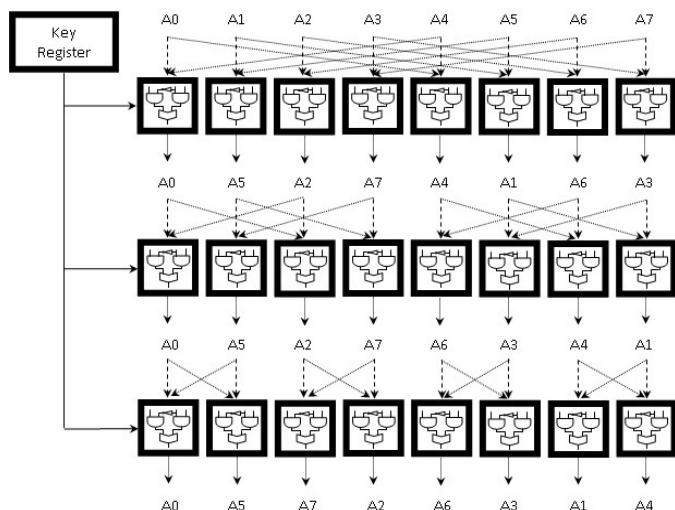 Key
Register
A0 A1 A2 A3 A4 A5 A6 A7
A0 A5 A2 A7 A4 A1 A6 A3
A0 A5 A2 A7 A6 A3 A4 A1
A0 A5 A7 A2 A6 A3 A1 A4